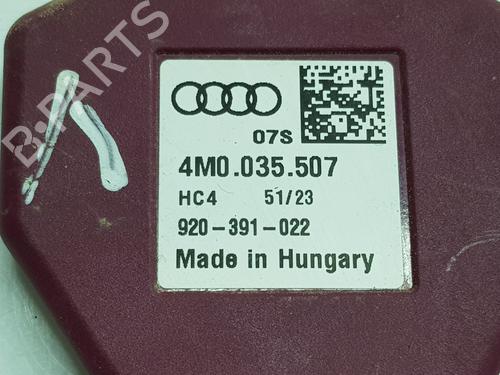 B-PARTS
07S
4M0.035.507
HC4 51/23
920-391-022
Made in Hungary